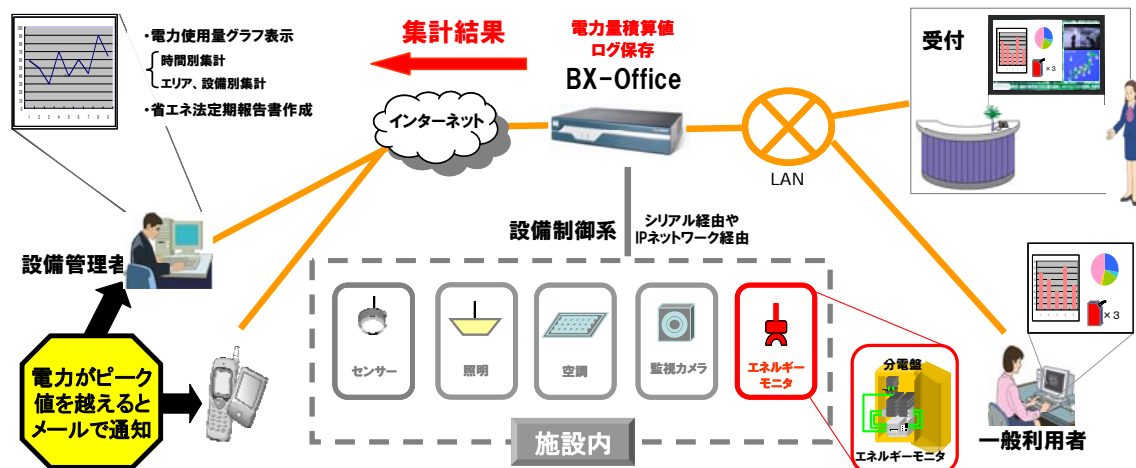 ・電力使用量グラフ表示
時間別集計
エリア、設備別集計
・省エネ法定期報告書作成
集計結果
電力量積算値
ログ保存
BX-Office
インターネット
LAN
受付
設備管理者
設備制御系
シリアル経由や
IPネットワーク経由
センサー
照明
空調
監視カメラ
エネルギー
モニタ
施設内
電力がピーク
値を越えると
メールで通知
分電盤
エネルギーモニタ
一般利用者
×3
×3